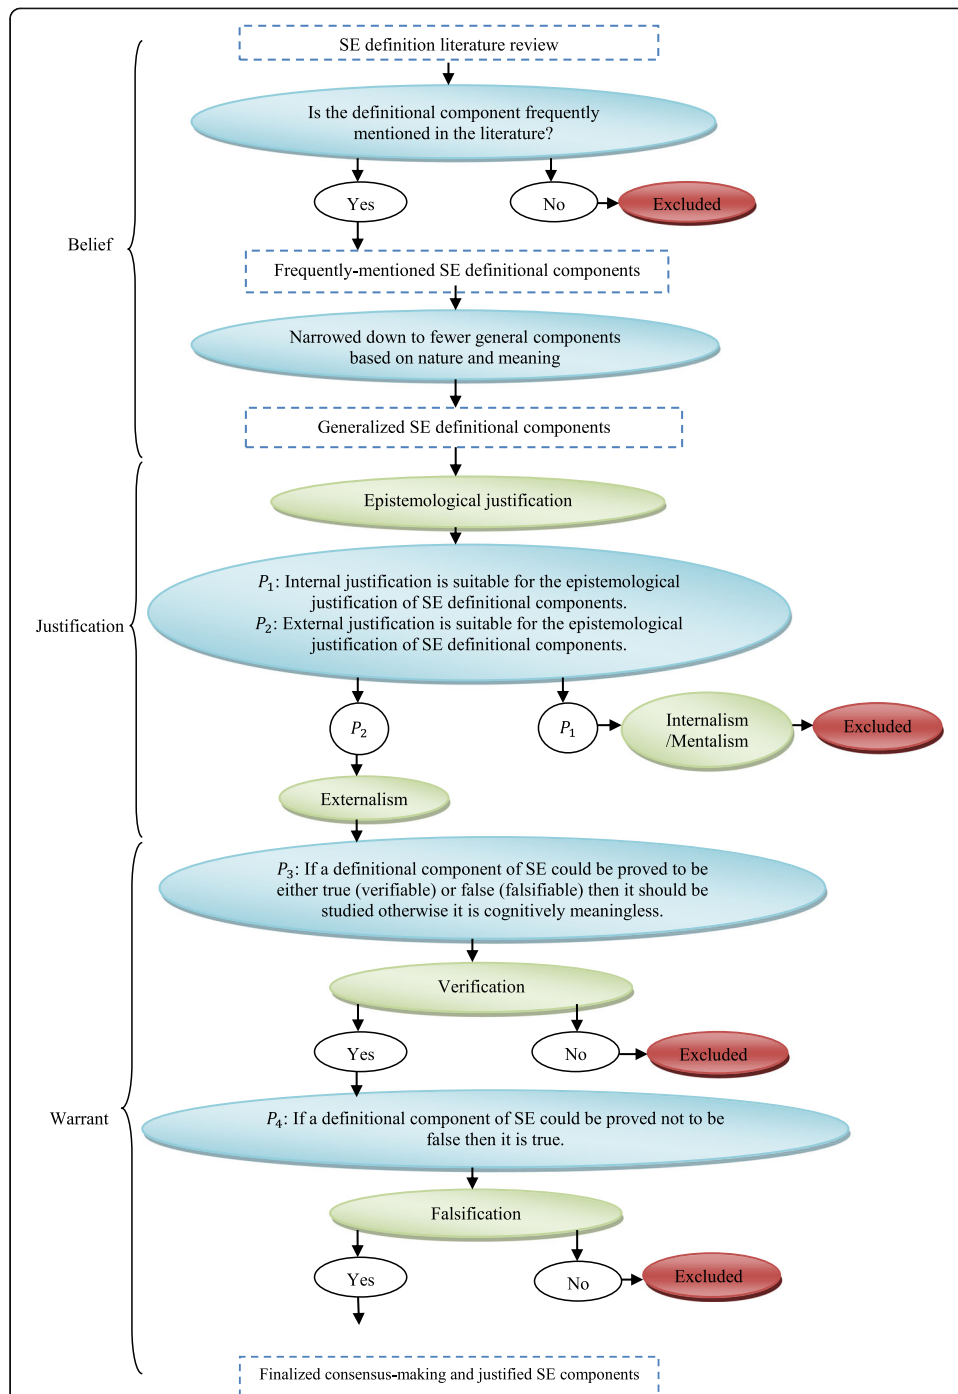 SE definition literature review
Is the definitional component frequently
mentioned in the literature?
Yes
No
Excluded
Belief
Frequently-mentioned SE definitional components
Narrowed down to fewer general components
based on nature and meaning
Generalized SE definitional components
Epistemological justification
P₁: Internal justification is suitable for the epistemological
justification of SE definitional components.
P₂: External justification is suitable for the epistemological
justification of SE definitional components.
Justification
P₂
P₁
Internalism
/Mentalism
Excluded
Externalism
P₃: If a definitional component of SE could be proved to be
either true (verifiable) or false (falsifiable) then it should be
studied otherwise it is cognitively meaningless.
Verification
Yes
No
Excluded
Warrant
P₄: If a definitional component of SE could be proved not to be
false then it is true.
Falsification
Yes
No
Excluded
Finalized consensus-making and justified SE components